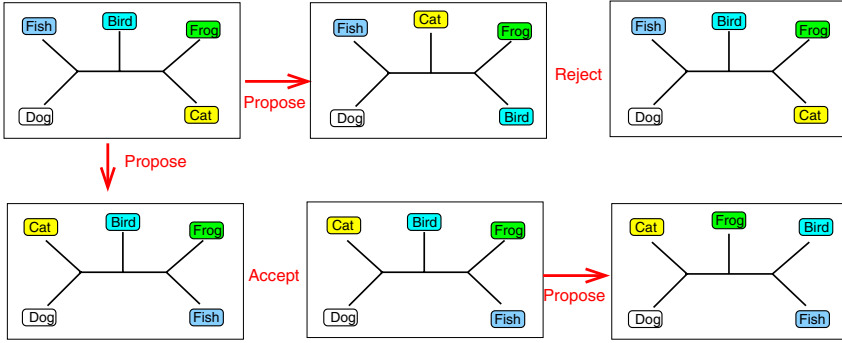 Fish Bird Frog
Dog Cat
Propose
Fish Cat Frog
Dog Bird
Reject
Fish Bird Frog
Dog Cat
Propose
Cat Bird Frog
Dog Fish
Accept
Cat Bird Frog
Dog Fish
Propose
Cat Frog Bird
Dog Fish